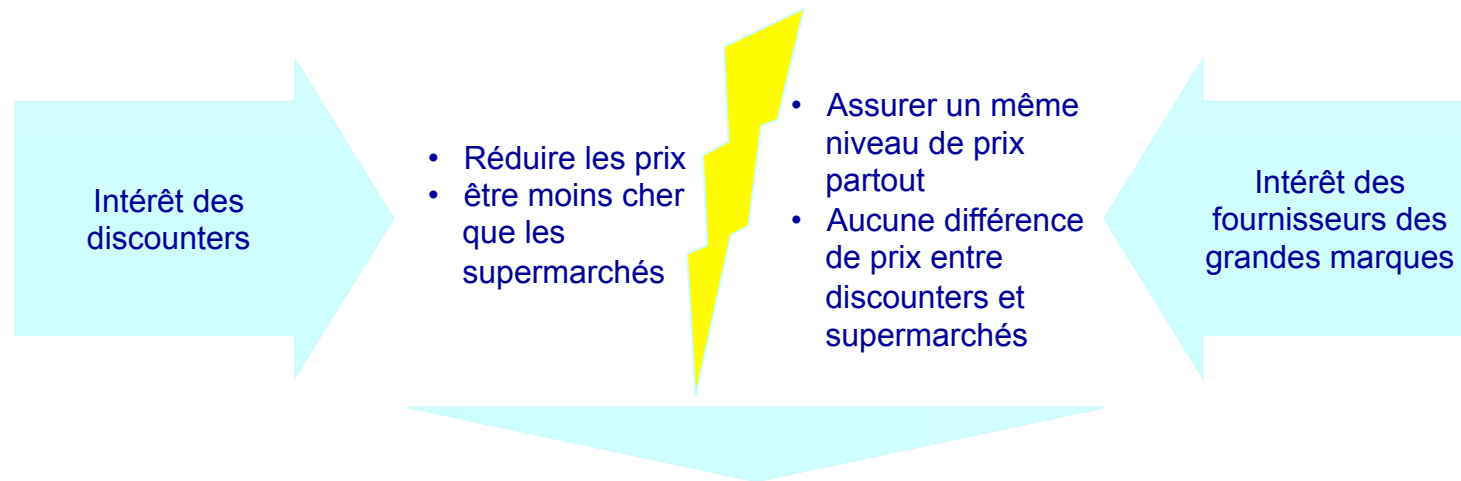 Intérêt des
discounters
• Réduire les prix
• être moins cher
que les
supermarchés
• Assurer un même
niveau de prix
partout
• Aucune différence
de prix entre
discounters et
supermarchés
Intérêt des
fournisseurs des
grandes marques